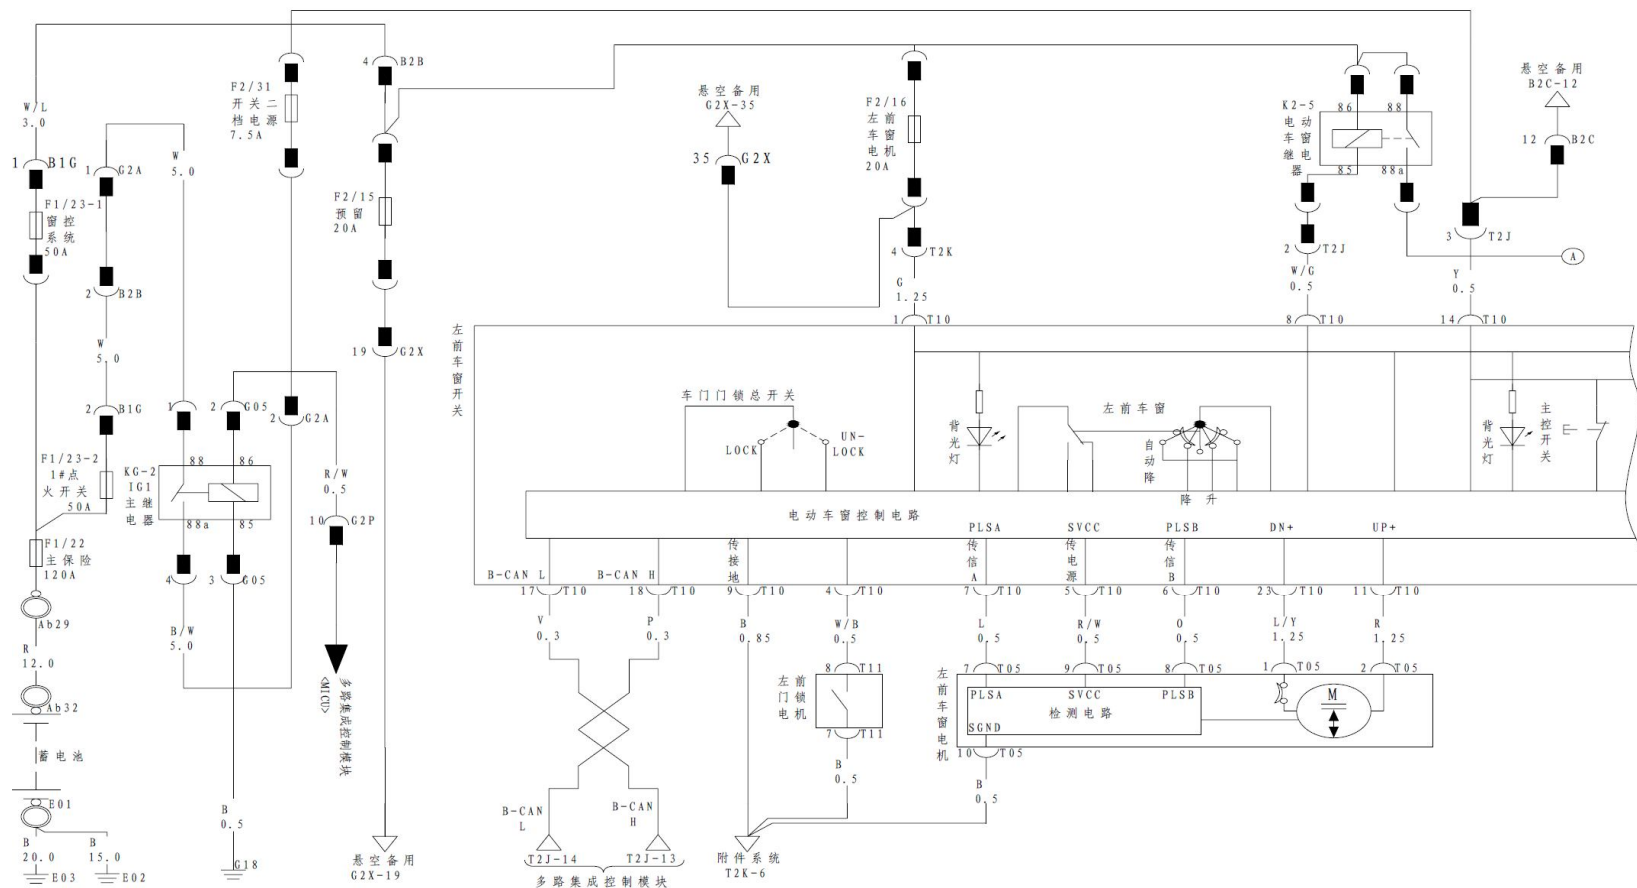 W/L
3.0
1 B1G
F1/23-1
窗控
系统
50A
1 G2A
2 B2B
W
5.0
2 B1G
F1/23-2
1#点
火开关
50A
F1/22
主保险
120A
Ab29
R
12.0
Ab32
蓄电池
E01
B
20.0
E03
B
15.0
E02
W
5.0
F2/31
开关二
档电源
7.5A
1
2 G05
2 G2A
KG-2
IG1
主继
电器
88
86
88a
85
4
3 G05
B/W
5.0
B
0.5
G18
R/W
0.5
10 G2P
多路集成控制模块
<MICU>
4 B2B
F2/15
预留
20A
19 G2X
悬空备用
G2X-19
悬空备用
G2X-35
35 G2X
F2/16
左前
车窗
电机
20A
4 T2K
G
1.25
1 T10
K2-5
电动
车窗
继电
器
86
88
85
88a
2 T2J
W/G
0.5
8 T10
悬空备用
B2C-12
12 B2C
3 T2J
A
Y
0.5
14 T10
左前车窗开关
车门门锁总开关
LOCK
UN-
LOCK
背光灯
左前车窗
自动降
降 升
背光灯
主控开关
电动车窗控制电路
PLSA
SVCC
PLSB
DN+
UP+
B-CAN L
B-CAN H
传接地
传信A
传电源
传信B
17 T10
18 T10
9 T10
4 T10
7 T10
5 T10
6 T10
23 T10
11 T10
V
0.3
P
0.3
B
0.85
W/B
0.5
L
0.5
R/W
0.5
O
0.5
L/Y
1.25
R
1.25
8 T11
左前
门锁
电机
7 T11
B
0.5
7 T05
9 T05
8 T05
1 T05
2 T05
左前车窗电机
PLSA
SVCC
PLSB
检测电路
SGND
M
10 T05
B
0.5
B-CAN
L
B-CAN
H
T2J-14
T2J-13
多路集成控制模块
附件系统
T2K-6